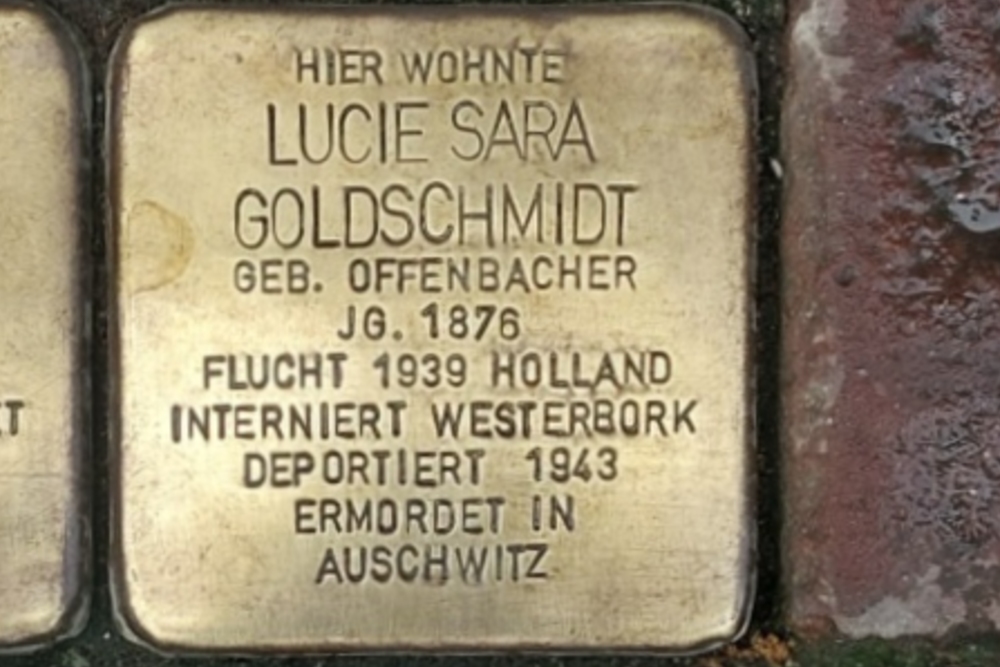 HIER WOHNTE
LUCIE SARA
GOLDSCHMIDT
GEB. OFFENBACHER
JG. 1876
FLUCHT 1939 HOLLAND
INTERNIERT WESTERBORK
DEPORTIERT 1943
ERMORDET IN
AUSCHWITZ